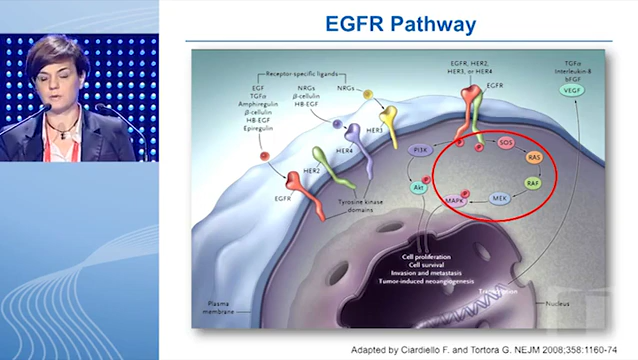 EGFR Pathway
EGFR, HER2,
HER3, or HER4
EGFR
TGFα
Interleukin-8
bFGF
VEGF
Receptor-specific ligands
EGF
TGFα
Amphiregulin
β-cellulin
HB-EGF
Epiregulin
NRGs
β-cellulin
HB-EGF
NRGs
HER3
HER4
HER2
EGFR
Tyrosine kinase
domains
PI3K
SOS
RAS
RAF
MEK
MAPK
Akt
Cell proliferation
Cell survival
Invasion and metastasis
Tumor-induced neoangiogenesis
Transcription
Plasma
membrane
Nucleus
Adapted by Ciardiello F. and Tortora G. NEJM 2008;358:1160-74